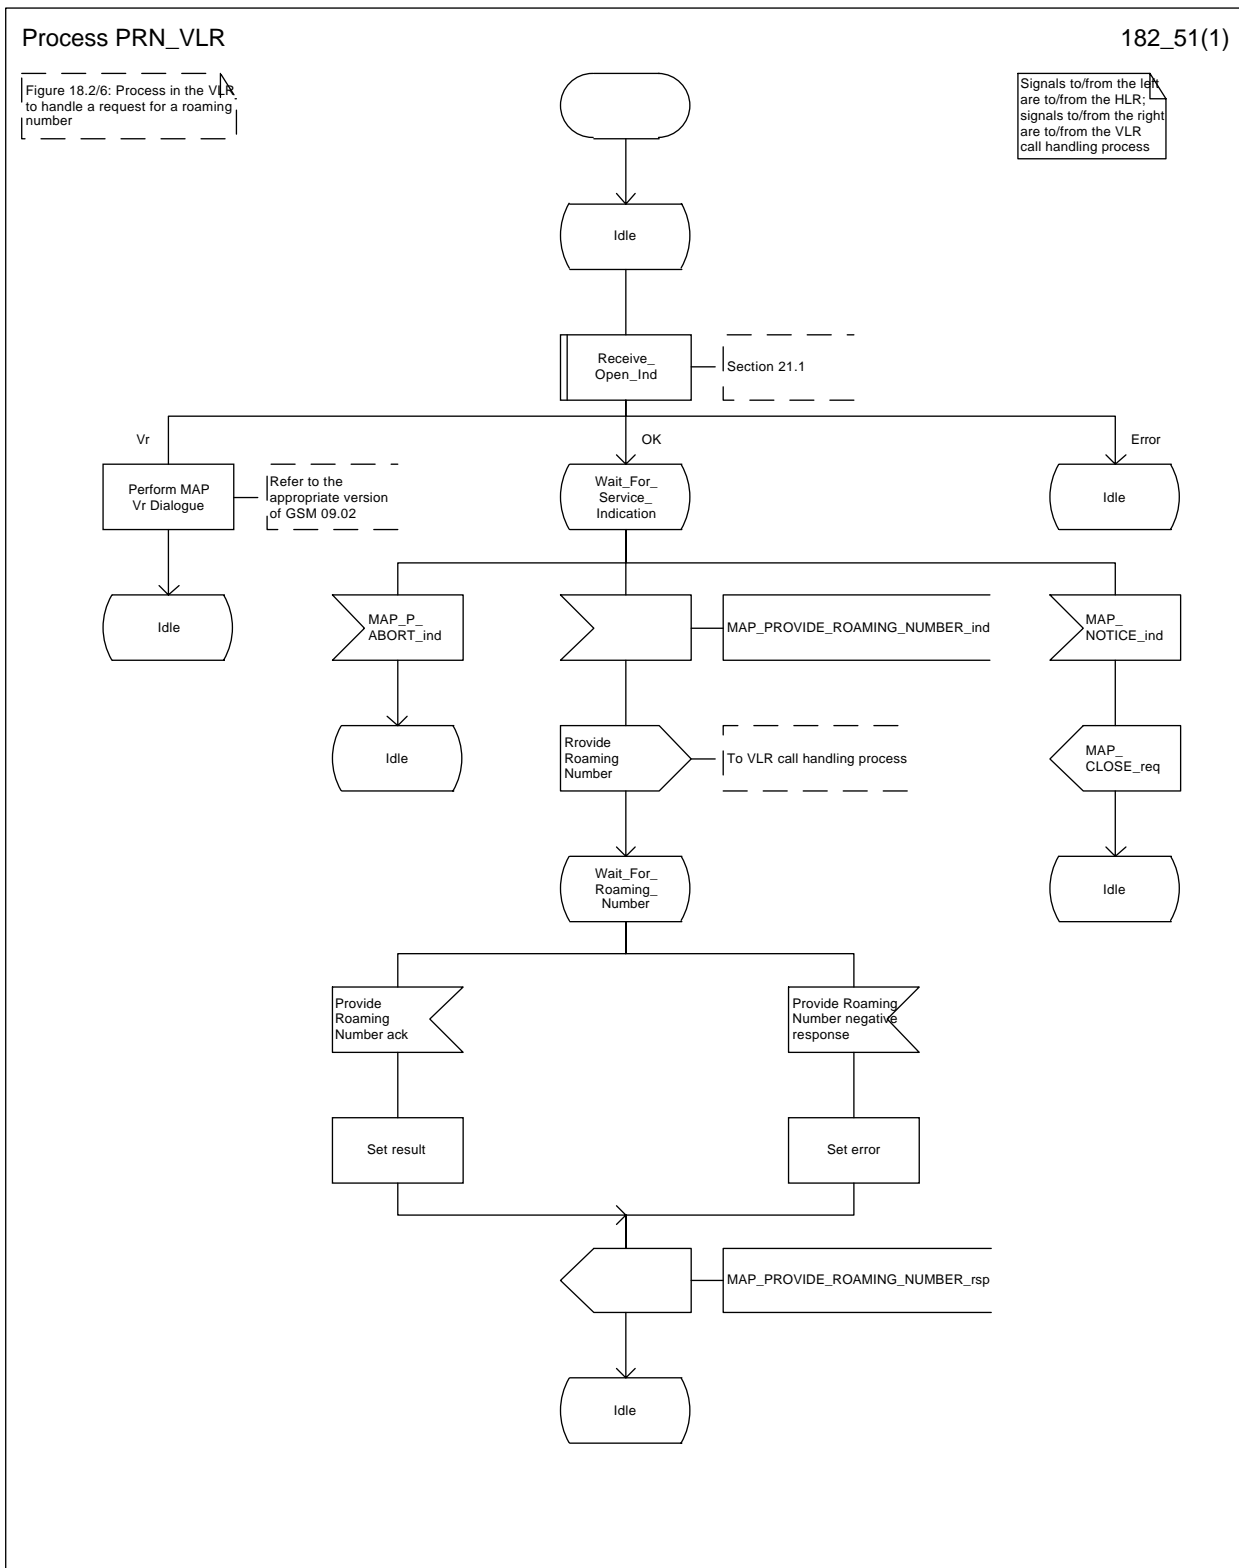 Process PRN_VLR
182_51(1)
Figure 18.2/6: Process in the VLR
to handle a request for a roaming
number
Signals to/from the left
are to/from the HLR;
signals to/from the right
are to/from the VLR
call handling process
Idle
Receive_
Open_Ind
Section 21.1
Vr
OK
Error
Perform MAP
Vr Dialogue
Refer to the
appropriate version
of GSM 09.02
Wait_For_
Service_
Indication
Idle
Idle
MAP_P_
ABORT_ind
MAP_PROVIDE_ROAMING_NUMBER_ind
MAP_
NOTICE_ind
Idle
Rrovide
Roaming
Number
To VLR call handling process
MAP_
CLOSE_req
Wait_For_
Roaming_
Number
Idle
Provide
Roaming
Number ack
Provide Roaming
Number negative
response
Set result
Set error
MAP_PROVIDE_ROAMING_NUMBER_rsp
Idle